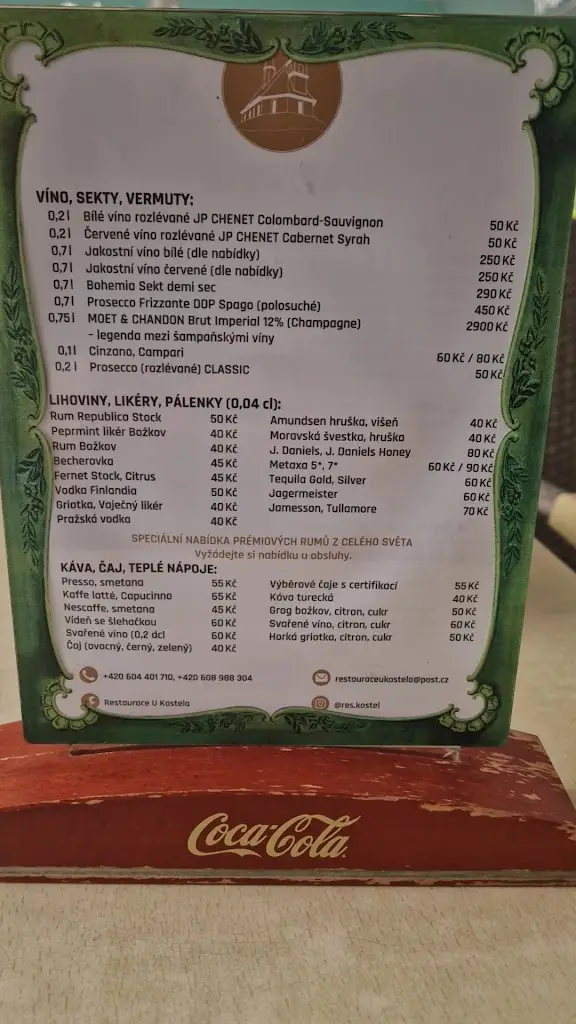 VÍNO, SEKTY, VERMUTY:
0,2 l Bílé víno rozlévané JP CHENET Colombard-Sauvignon 50 Kč
0,2 l Červené víno rozlévané JP CHENET Cabernet Syrah 50 Kč
0,7 l Jakostní víno bílé (dle nabídky) 250 Kč
0,7 l Jakostní víno červené (dle nabídky) 250 Kč
0,7 l Bohemia Sekt demi sec 290 Kč
0,7 l Prosecco Frizzante DOP Spago (polosuché) 450 Kč
0,75 l MOET & CHANDON Brut Imperial 12% (Champagne) 2900 Kč
- legenda mezi šampaňskými víny
0,1 l Cinzano, Campari 60 Kč / 80 Kč
0,2 l Prosecco (rozlévané) CLASSIC 50 Kč
LIHOVINY, LIKÉRY, PÁLENKY (0,04 cl):
Rum Republica Stock 50 Kč
Peprmint likér Božkov 40 Kč
Rum Božkov 40 Kč
Becherovka 45 Kč
Fernet Stock, Citrus 45 Kč
Vodka Finlandia 50 Kč
Griotka, Vaječný likér 40 Kč
Pražská vodka 40 Kč
Amundsen hruška, višeň 40 Kč
Moravská švestka, hruška 40 Kč
J. Daniels, J. Daniels Honey 80 Kč
Metaxa 5*, 7* 60 Kč / 90 Kč
Tequila Gold, Silver 60 Kč
Jagermeister 60 Kč
Jamesson, Tullamore 70 Kč
SPECIÁLNÍ NABÍDKA PRÉMIOVÝCH RUMŮ Z CELÉHO SVĚTA
Vyžádejte si nabídku u obsluhy.
KÁVA, ČAJ, TEPLÉ NÁPOJE:
Presso, smetana 55 Kč
Kaffe latté, Capucinno 65 Kč
Nescaffe, smetana 45 Kč
Vídeň se šlehačkou 60 Kč
Svařené víno (0,2 dcl 60 Kč
Čaj (ovocný, černý, zelený) 40 Kč
Výběrové čaje s certifikací 55 Kč
Káva turecká 40 Kč
Grog božkov, citron, cukr 50 Kč
Svařené víno, citron, cukr 60 Kč
Horká griotka, citron, cukr 50 Kč
+420 604 401 710, +420 608 988 304
restauraceukostela@post.cz
Restaurace U Kostela
@res.kostel
Coca-Cola